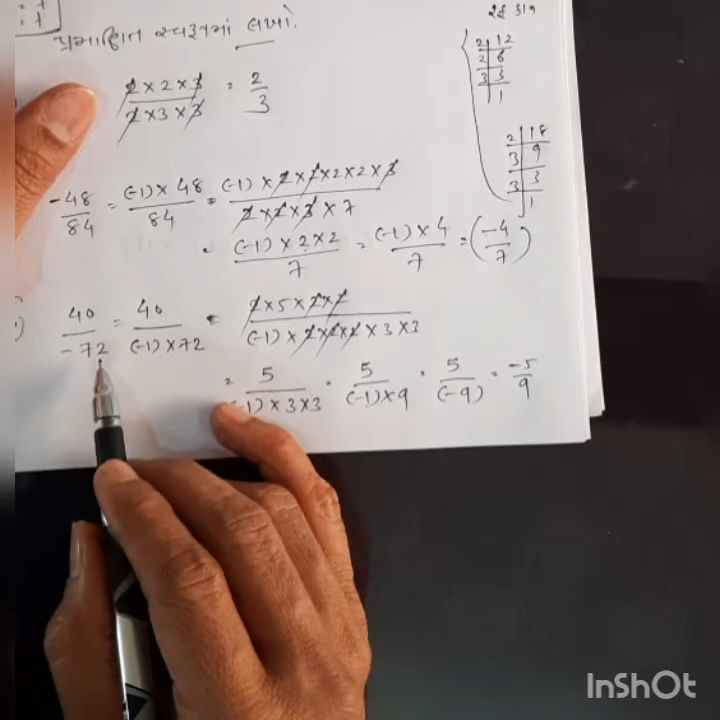 પ્રમાણિત સ્વરૂપમાં લખો.
2 × 2 × 3 / 2 × 3 × 3 = 2/3
-48/84 = (-1) × 48 / 84 = (-1) × 2 × 2 × 2 × 2 × 3 / 2 × 2 × 3 × 7
= (-1) × 2 × 2 / 7 = (-1) × 4 / 7 = (-4/7)
40/-72 = 40 / (-1) × 72 = 2 × 5 × 2 × 2 / (-1) × 2 × 2 × 2 × 3 × 3
= 5 / (-1) × 3 × 3 = 5 / (-1) × 9 = 5 / (-9) = -5/9
2 | 12
2 | 6
3 | 3
1
2 | 18
3 | 9
3 | 3
1
InShOt